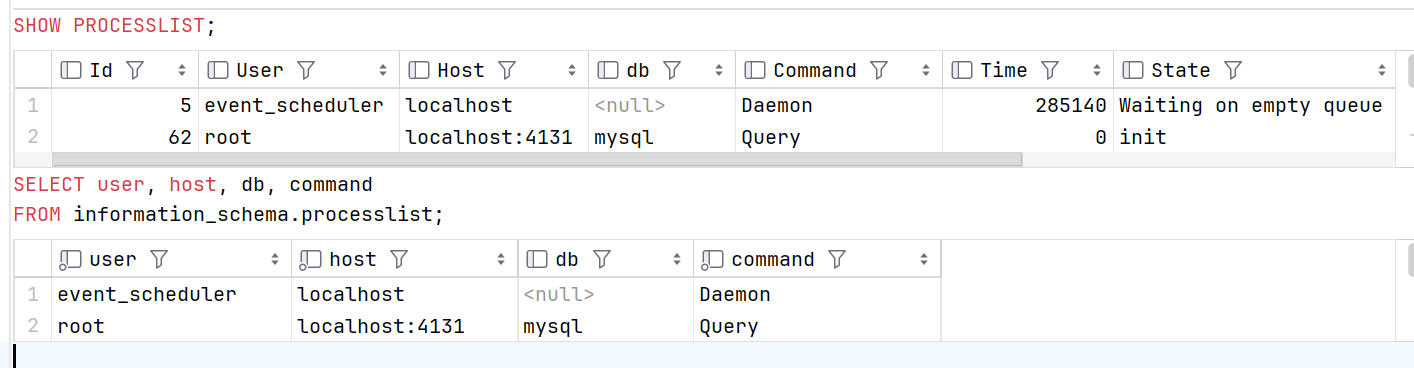 SHOW PROCESSLIST;
Id User Host db Command Time State
1 5 event_scheduler localhost <null> Daemon 285140 Waiting on empty queue
2 62 root localhost:4131 mysql Query 0 init
SELECT user, host, db, command
FROM information_schema.processlist;
user host db command
1 event_scheduler localhost <null> Daemon
2 root localhost:4131 mysql Query